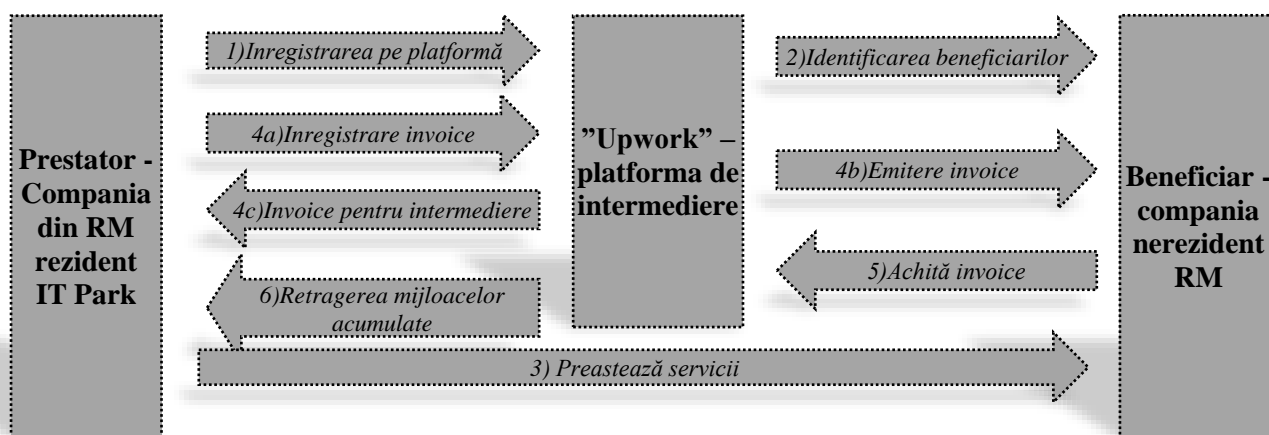 1)Inregistrarea pe platformă
2)Identificarea beneficiarilor
4a)Inregistrare invoice
4b)Emitere invoice
4c)Invoice pentru intermediere
5)Achită invoice
6)Retragerea mijloacelor
acumulate
3) Preastează servicii
Prestator -
Compania
din RM
rezident
IT Park
”Upwork” –
platforma de
intermediere
Beneficiar -
compania
nerezident
RM